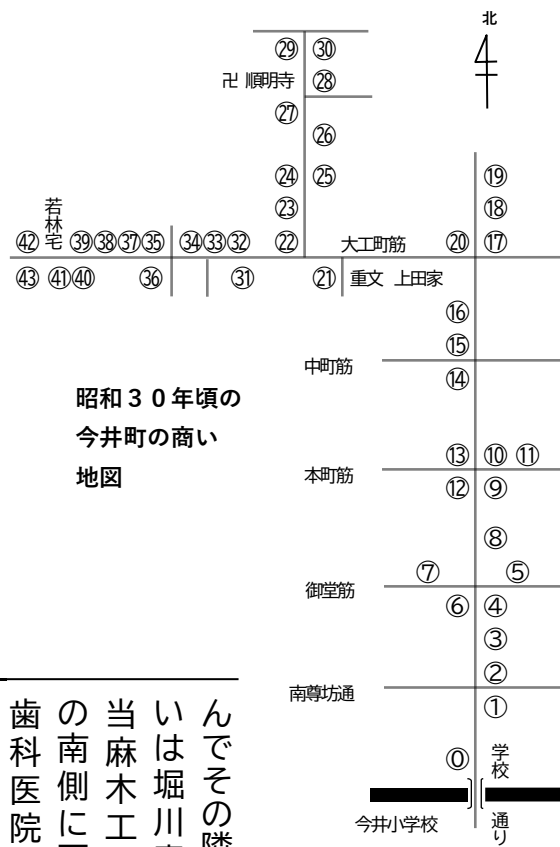 北
㉙ ㉚
卍 順明寺 ㉘
㉗
㉖
㉔ ㉕ ⑲
㉓ ⑱
若林宅
㊷ ㊴㊳㊲㉟ ㉞㉝㉜ ㉒ 大工町筋 ⑳ ⑰
㊸ ㊶㊵ ㊱ ㉛ ㉑ 重文 上田家
⑯
⑮
中町筋
⑭
昭和30年頃の
今井町の商い
地図
⑬ ⑩ ⑪
本町筋
⑫ ⑨
⑧
⑦ ⑤
御堂筋
⑥ ④
③
②
南尊坊通
①
⓪
学校通り
今井小学校
んでその隣
いは堀川
当麻木工
の南側に
歯科医院